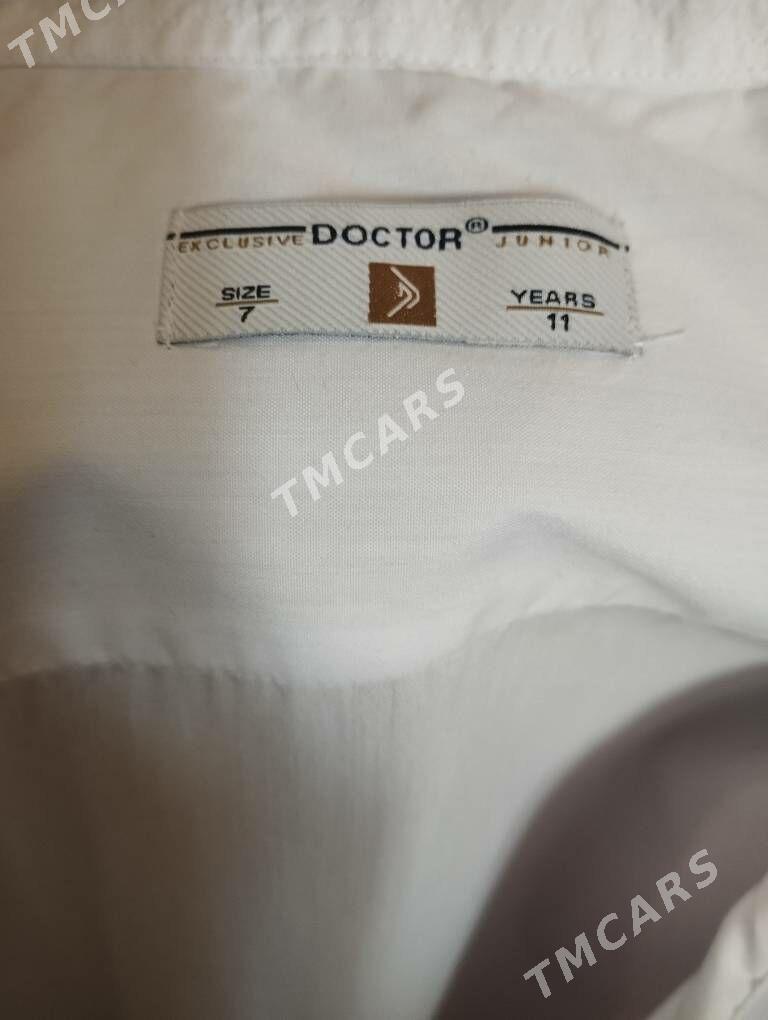 TMCARS
EXCLUSIVE DOCTOR® JUNIOR
SIZE
7
YEARS
11
TMCARS
TMCARS